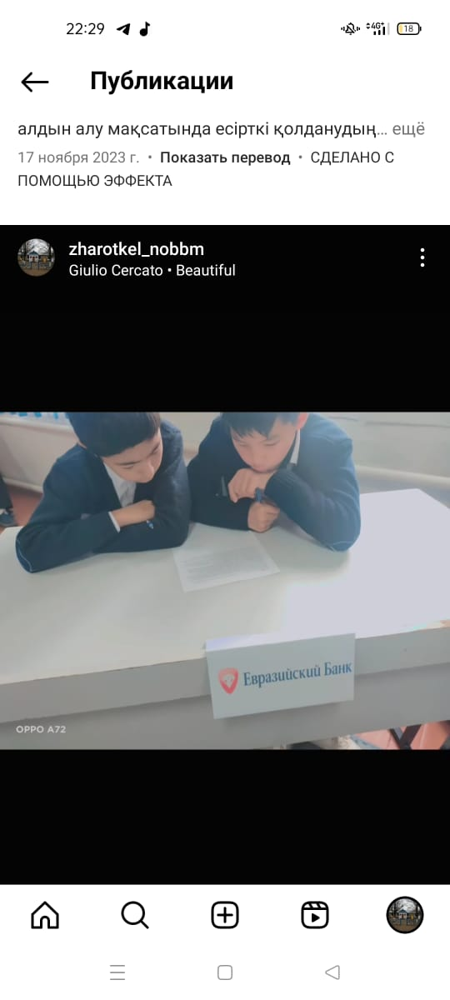 22:29
4G+
18
Публикации
алдын алу мақсатында есірткі қолданудың... ещё
17 ноября 2023 г. • Показать перевод • СДЕЛАНО С
ПОМОЩЬЮ ЭФФЕКТА
zharotkel_nobbm
Giulio Cercato • Beautiful
Евразийский Банк
OPPO A72